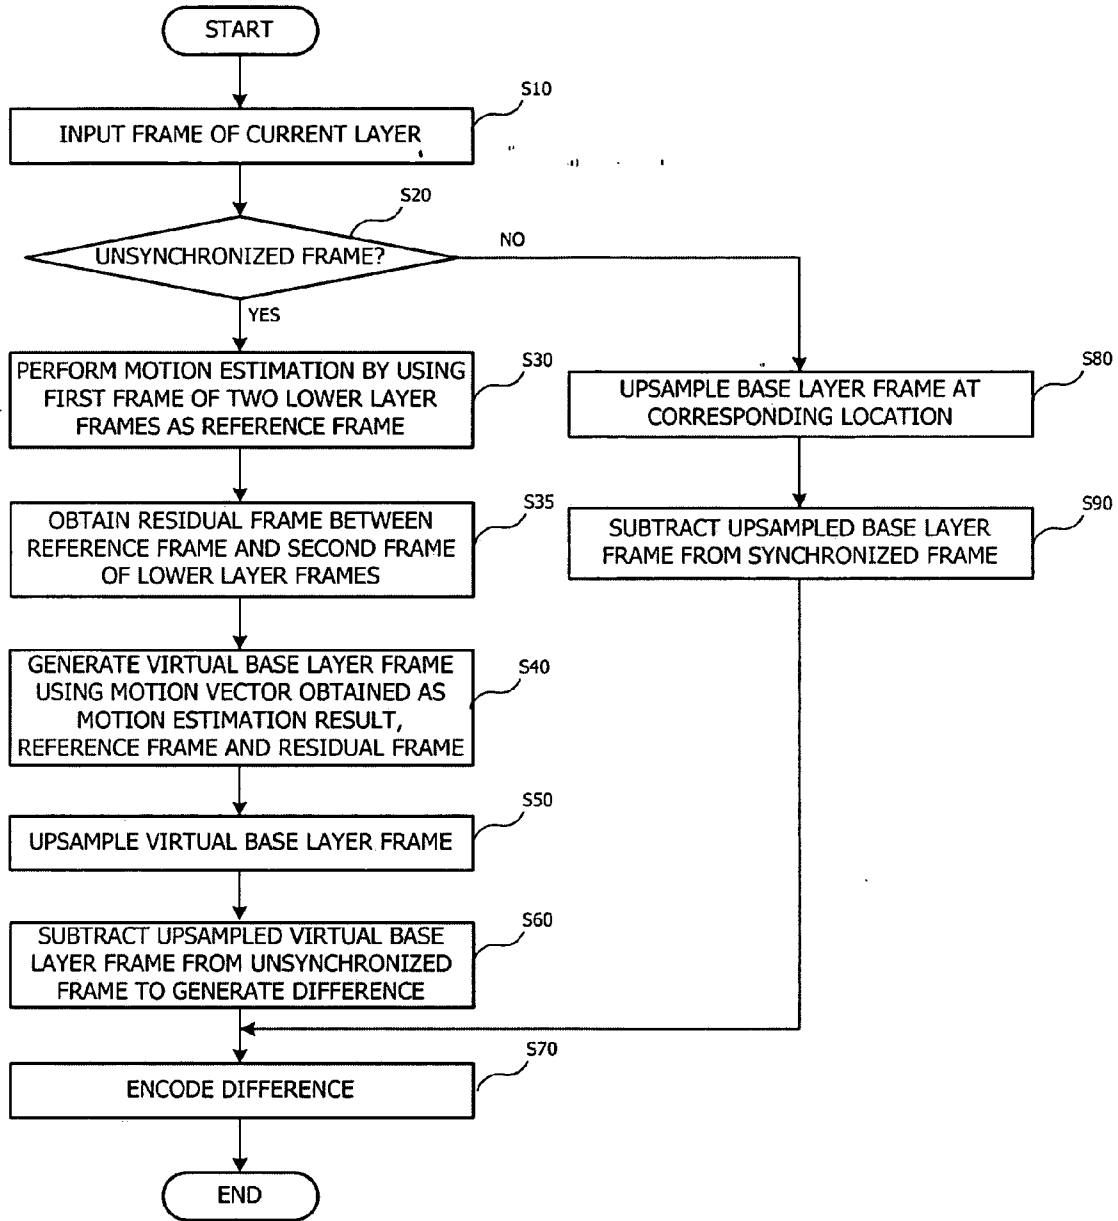 START
S10
INPUT FRAME OF CURRENT LAYER
S20
UNSYNCHRONIZED FRAME?
NO
YES
S30
PERFORM MOTION ESTIMATION BY USING
FIRST FRAME OF TWO LOWER LAYER
FRAMES AS REFERENCE FRAME
S80
UPSAMPLE BASE LAYER FRAME AT
CORRESPONDING LOCATION
S35
OBTAIN RESIDUAL FRAME BETWEEN
REFERENCE FRAME AND SECOND FRAME
OF LOWER LAYER FRAMES
S90
SUBTRACT UPSAMPLED BASE LAYER
FRAME FROM SYNCHRONIZED FRAME
S40
GENERATE VIRTUAL BASE LAYER FRAME
USING MOTION VECTOR OBTAINED AS
MOTION ESTIMATION RESULT,
REFERENCE FRAME AND RESIDUAL FRAME
S50
UPSAMPLE VIRTUAL BASE LAYER FRAME
S60
SUBTRACT UPSAMPLED VIRTUAL BASE
LAYER FRAME FROM UNSYNCHRONIZED
FRAME TO GENERATE DIFFERENCE
S70
ENCODE DIFFERENCE
END